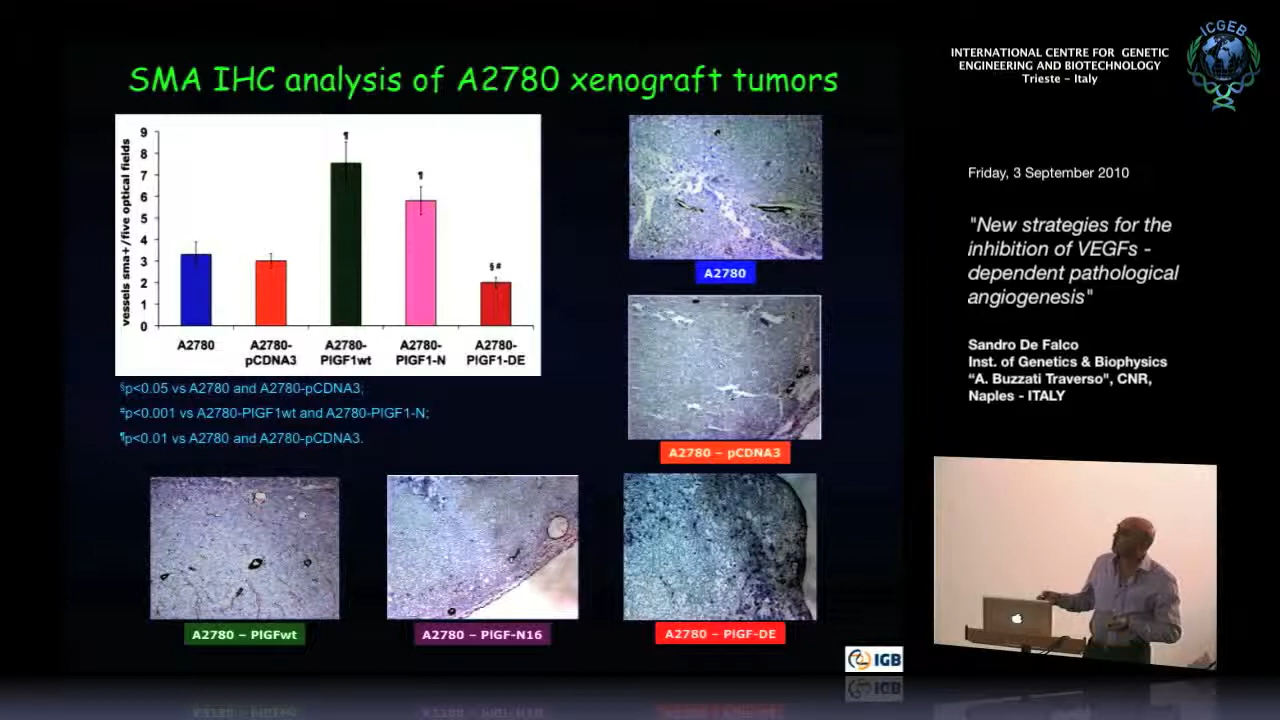 SMA IHC analysis of A2780 xenograft tumors
vessels sma+/five optical fields
9
8
7
6
5
4
3
2
1
0
¶
¶
§ #
A2780
A2780-
pCDNA3
A2780-
PlGF1wt
A2780-
PlGF1-N
A2780-
PlGF1-DE
§p<0.05 vs A2780 and A2780-pCDNA3;
#p<0.001 vs A2780-PlGF1wt and A2780-PlGF1-N;
¶p<0.01 vs A2780 and A2780-pCDNA3.
A2780
A2780 – pCDNA3
A2780 – PlGFwt
A2780 – PlGF-N16
A2780 – PlGF-DE
IGB
INTERNATIONAL CENTRE FOR GENETIC
ENGINEERING AND BIOTECHNOLOGY
Trieste - Italy
ICGEB
Friday, 3 September 2010
"New strategies for the
inhibition of VEGFs -
dependent pathological
angiogenesis"
Sandro De Falco
Inst. of Genetics & Biophysics
“A. Buzzati Traverso", CNR,
Naples - ITALY